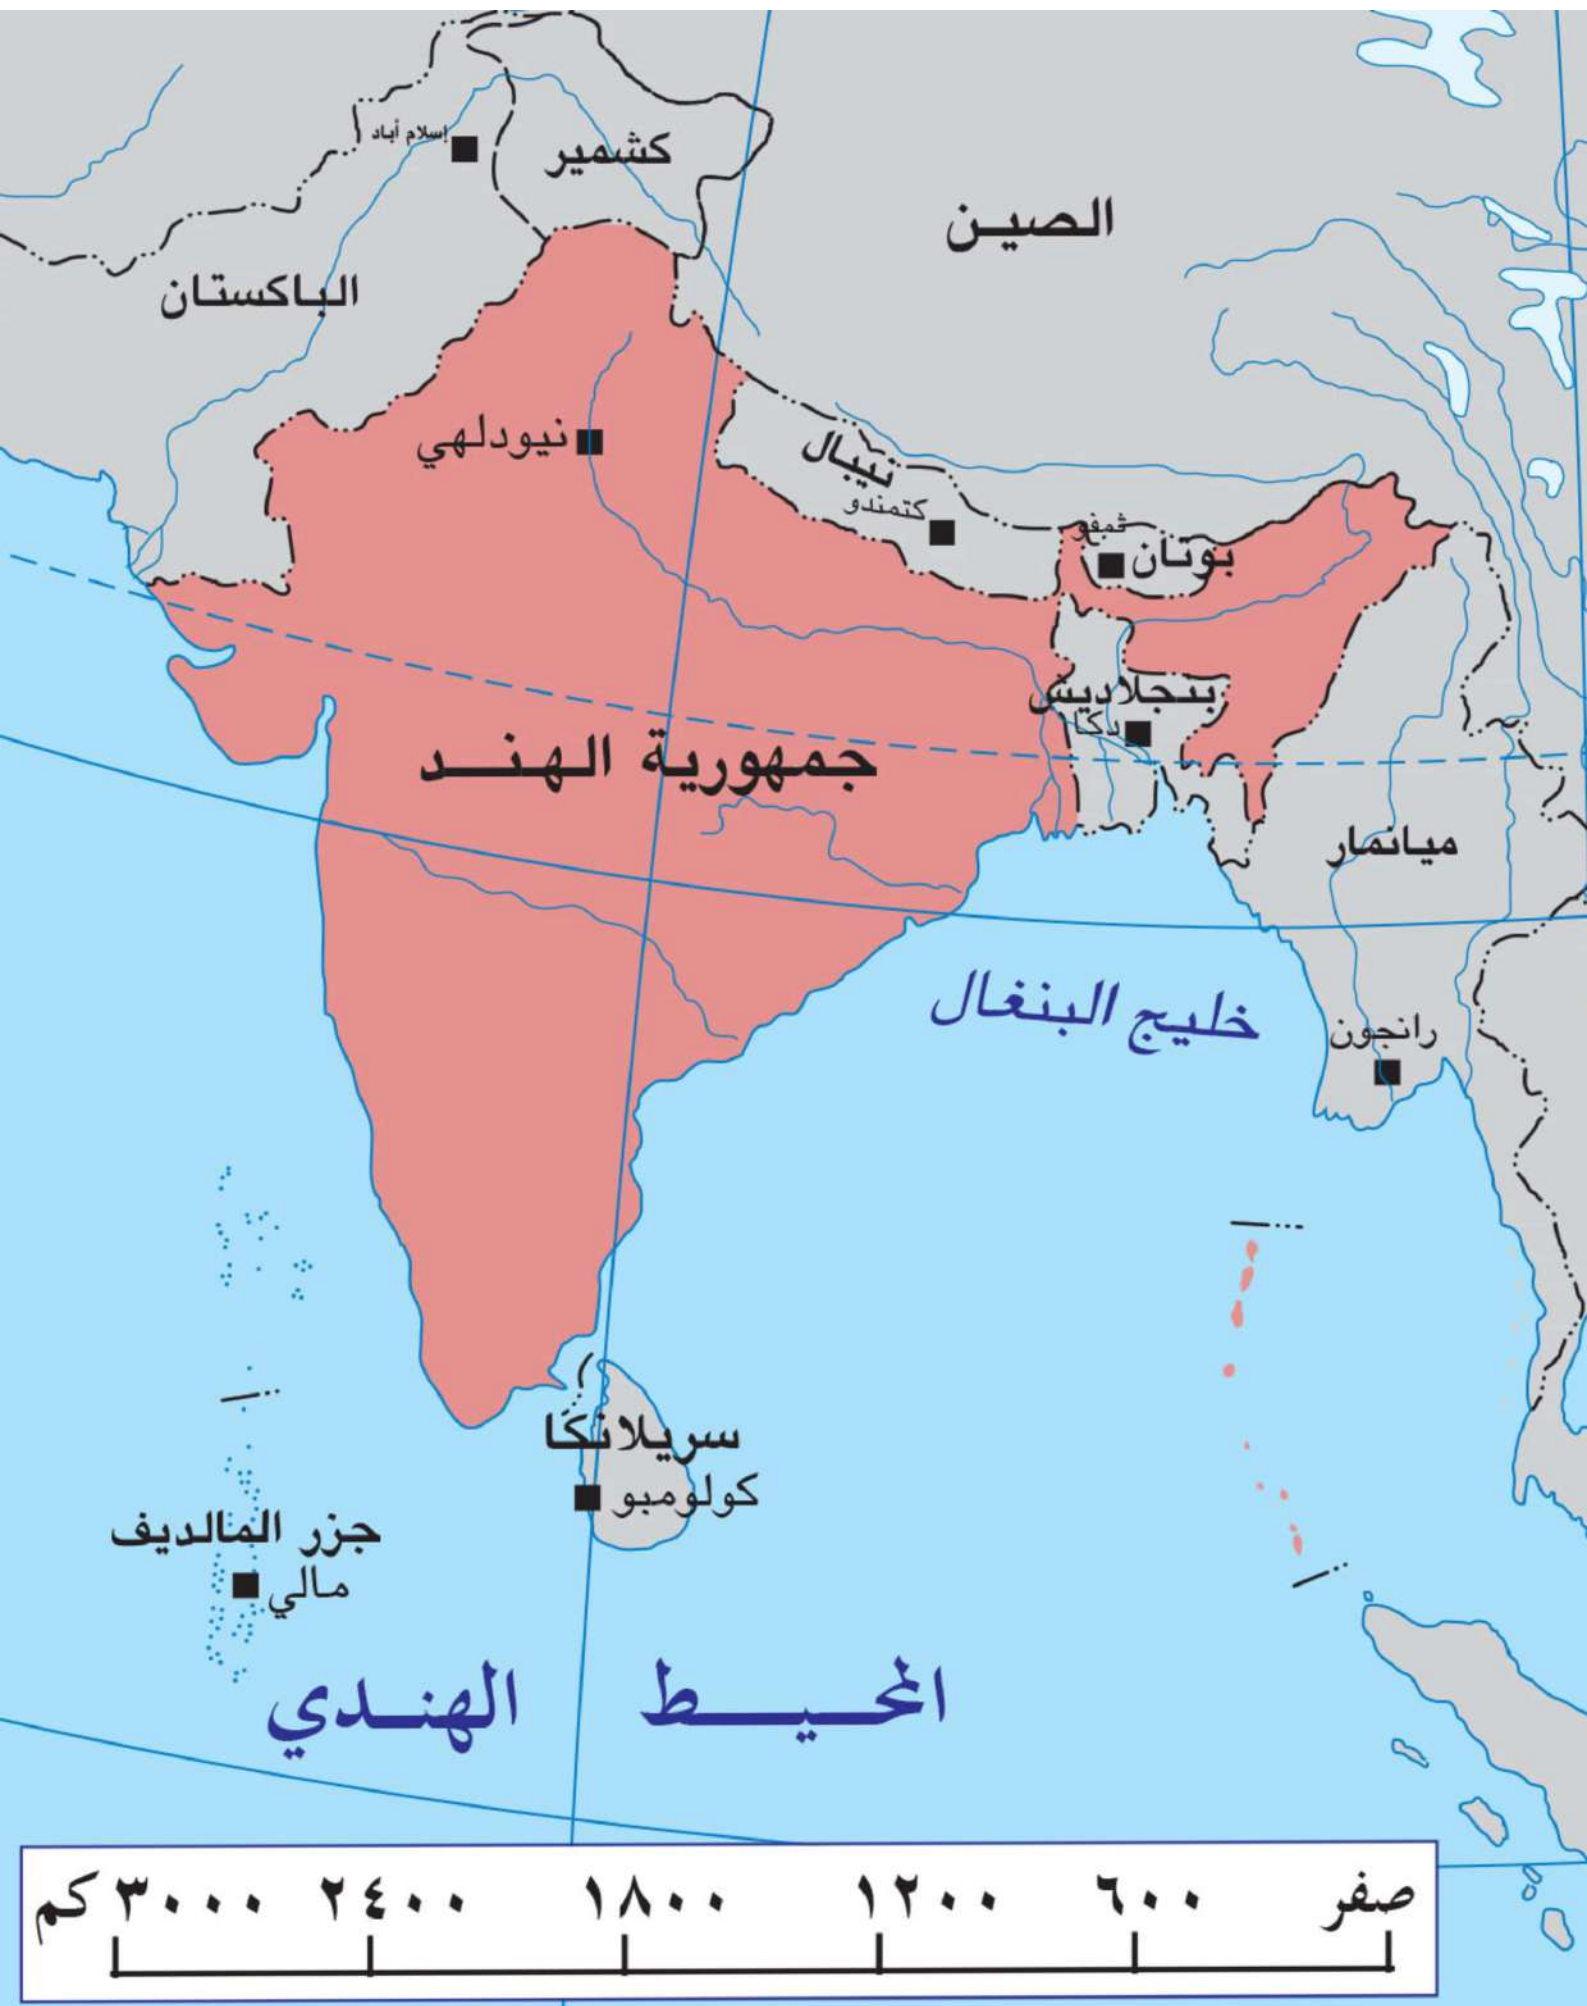 إسلام أباد
كشمير
الصين
الباكستان
نيودلهي
نيبال
كتمندو
ثمفو
بوتان
بنجلاديش
دكا
جمهورية الهند
ميانمار
خليج البنغال
رانجون
سريلانكا
كولومبو
جزر المالديف
مالي
المحيط الهندي
صفر ٦٠٠ ١٢٠٠ ١٨٠٠ ٢٤٠٠ ٣٠٠٠ كم